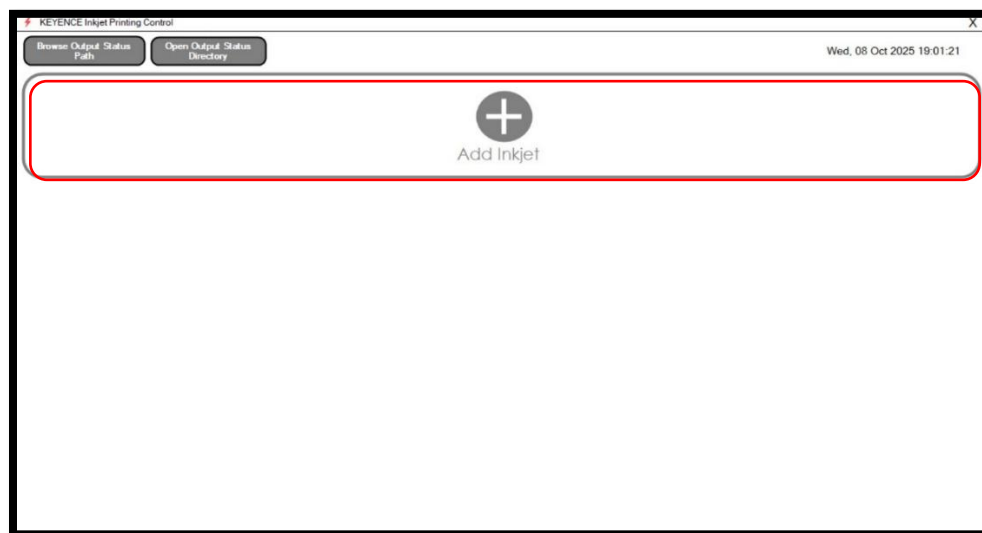 KEYENCE Inkjet Printing Control
X
Browse Output Status
Path
Open Output Status
Directory
Wed, 08 Oct 2025 19:01:21
Add Inkjet